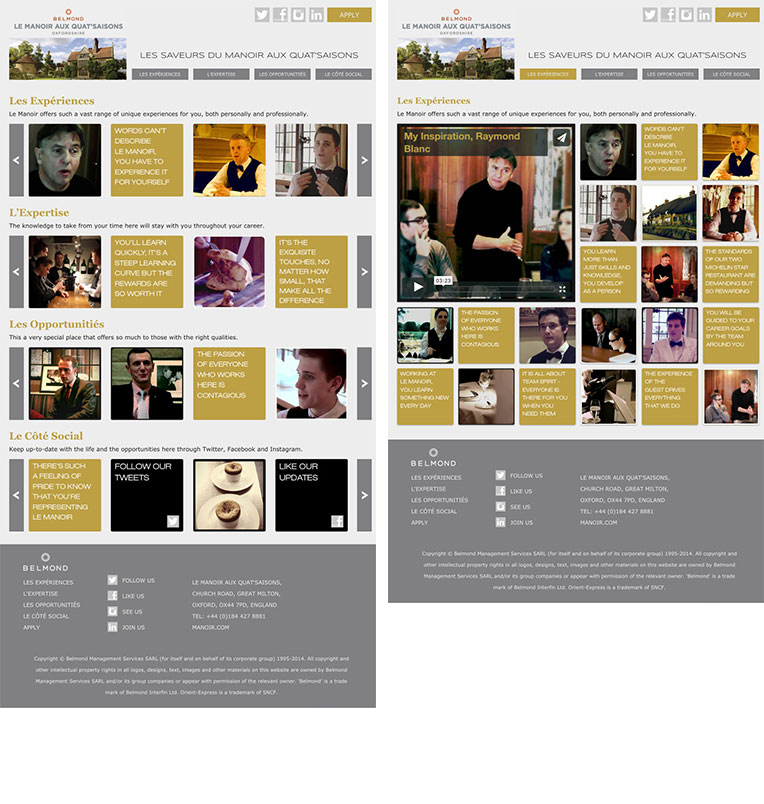 BELMOND
LE MANOIR AUX QUAT'SAISONS
OXFORDSHIRE
APPLY
LES SAVEURS DU MANOIR AUX QUAT'SAISONS
LES EXPÉRIENCES
L'EXPERTISE
LES OPPORTUNITIÉS
LE CÔTÉ SOCIAL
Les Expériences
Le Manoir offers such a vast range of unique experiences for you, both personally and professionally.
WORDS CAN'T
DESCRIBE
LE MANOIR,
YOU HAVE TO
EXPERIENCE IT
FOR YOURSELF
L'Expertise
The knowledge to take from your time here will stay with you throughout your career.
YOU'LL LEARN
QUICKLY, IT'S A
STEEP LEARNING
CURVE BUT THE
REWARDS ARE
SO WORTH IT
IT'S THE
EXQUISITE
TOUCHES, NO
MATTER HOW
SMALL, THAT
MAKE ALL THE
DIFFERENCE
Les Opportunitiés
This a very special place that offers so much to those with the right qualities.
THE PASSION
OF EVERYONE
WHO WORKS
HERE IS
CONTAGIOUS
Le Côté Social
Keep up-to-date with the life and the opportunities here through Twitter, Facebook and Instagram.
THERE'S SUCH
A FEELING OF
PRIDE TO KNOW
THAT YOU'RE
REPRESENTING
LE MANOIR
FOLLOW OUR
TWEETS
LIKE OUR
UPDATES
BELMOND
LES EXPÉRIENCES
L'EXPERTISE
LES OPPORTUNITIÉS
LE CÔTÉ SOCIAL
APPLY
FOLLOW US
LIKE US
SEE US
JOIN US
LE MANOIR AUX QUAT'SAISONS,
CHURCH ROAD, GREAT MILTON,
OXFORD, OX44 7PD, ENGLAND
TEL: +44 (0)184 427 8881
MANOIR.COM
Copyright © Belmond Management Services SARL (for itself and on behalf of its corporate group) 1995-2014. All copyright and
other intellectual property rights in all logos, designs, text, images and other materials on this website are owned by Belmond
Management Services SARL and/or its group companies or appear with permission of the relevant owner. 'Belmond' is a trade
mark of Belmond Interfin Ltd. Orient-Express is a trademark of SNCF.
BELMOND
LE MANOIR AUX QUAT'SAISONS
OXFORDSHIRE
APPLY
LES SAVEURS DU MANOIR AUX QUAT'SAISONS
LES EXPÉRIENCES
L'EXPERTISE
LES OPPORTUNITIÉS
LE CÔTÉ SOCIAL
Les Expériences
Le Manoir offers such a vast range of unique experiences for you, both personally and professionally.
My Inspiration, Raymond
Blanc
03:23
WORDS CAN'T
DESCRIBE
LE MANOIR,
YOU HAVE TO
EXPERIENCE IT
FOR YOURSELF
YOU LEARN
MORE THAN
JUST SKILLS AND
KNOWLEDGE,
YOU DEVELOP
AS A PERSON
THE STANDARDS
OF OUR TWO
MICHELIN STAR
RESTAURANT ARE
DEMANDING BUT
SO REWARDING
THE PASSION
OF EVERYONE
WHO WORKS
HERE IS
CONTAGIOUS
YOU WILL BE
GUIDED TO YOUR
CAREER GOALS
BY THE TEAM
AROUND YOU
WORKING AT
LE MANOIR,
YOU LEARN
SOMETHING NEW
EVERY DAY
IT IS ALL ABOUT
TEAM SPIRIT -
EVERYONE IS
THERE FOR YOU
WHEN YOU
NEED THEM
THE EXPERIENCE
OF THE
GUEST DRIVES
EVERYTHING
THAT WE DO
BELMOND
LES EXPÉRIENCES
L'EXPERTISE
LES OPPORTUNITIÉS
LE CÔTÉ SOCIAL
APPLY
FOLLOW US
LIKE US
SEE US
JOIN US
LE MANOIR AUX QUAT'SAISONS,
CHURCH ROAD, GREAT MILTON,
OXFORD, OX44 7PD, ENGLAND
TEL: +44 (0)184 427 8881
MANOIR.COM
Copyright © Belmond Management Services SARL (for itself and on behalf of its corporate group) 1995-2014. All copyright and
other intellectual property rights in all logos, designs, text, images and other materials on this website are owned by Belmond
Management Services SARL and/or its group companies or appear with permission of the relevant owner. 'Belmond' is a trade
mark of Belmond Interfin Ltd. Orient-Express is a trademark of SNCF.